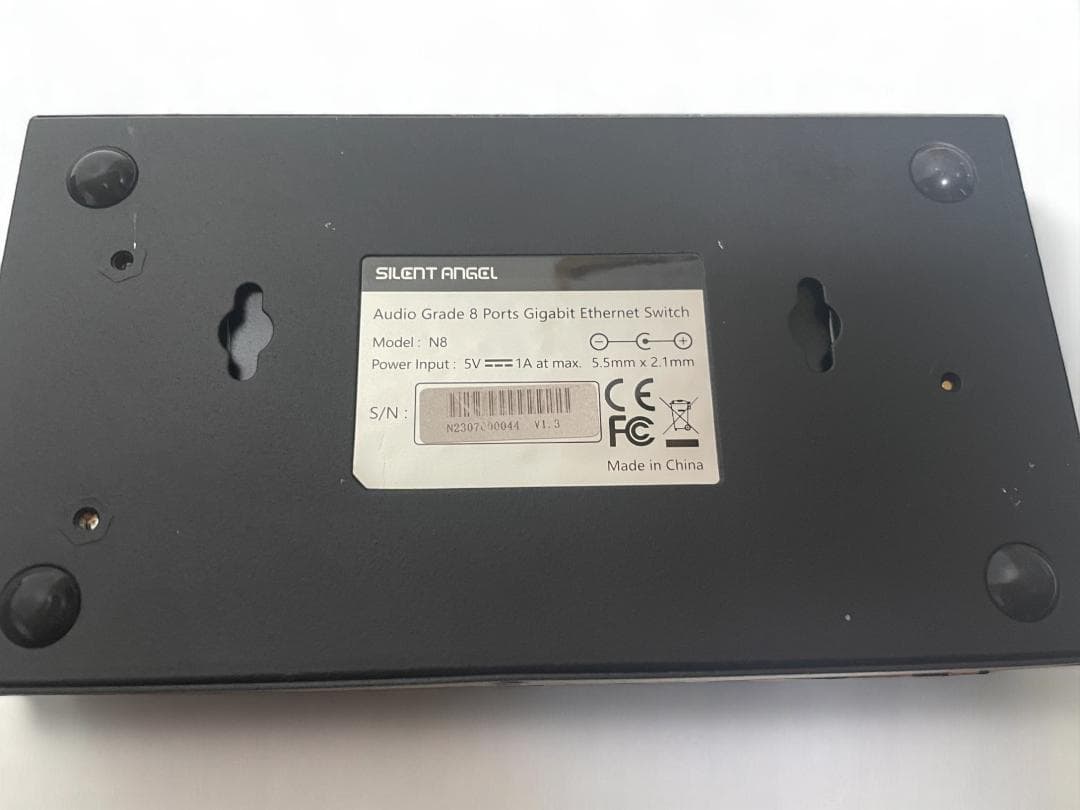 SILENT ANGEL
Audio Grade 8 Ports Gigabit Ethernet Switch
Model : N8
Power Input : 5V 1A at max. 5.5mm x 2.1mm
S/N :
V1.3
CE
FC
Made in China